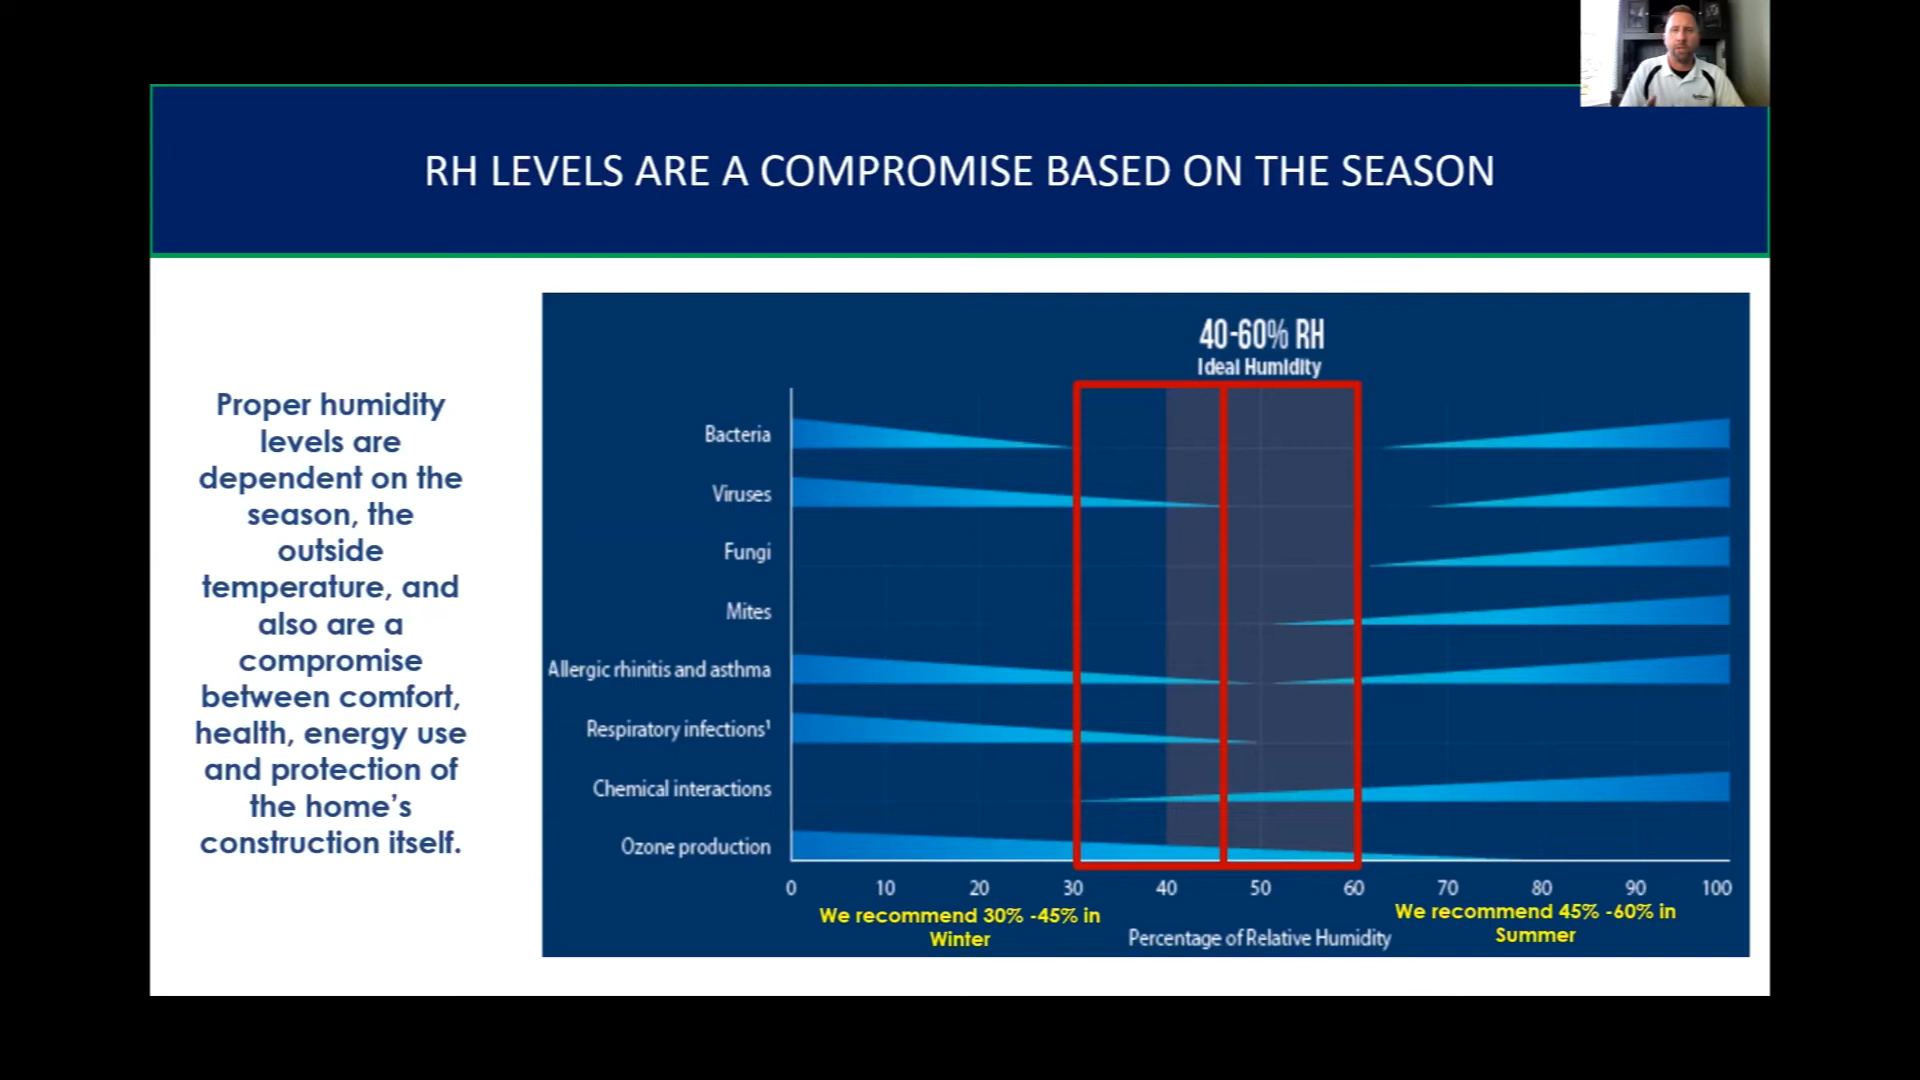 RH LEVELS ARE A COMPROMISE BASED ON THE SEASON
Proper humidity
levels are
dependent on the
season, the
outside
temperature, and
also are a
compromise
between comfort,
health, energy use
and protection of
the home's
construction itself.
40-60% RH
Ideal Humidity
Bacteria
Viruses
Fungi
Mites
Allergic rhinitis and asthma
Respiratory infections¹
Chemical interactions
Ozone production
0 10 20 30 40 50 60 70 80 90 100
We recommend 30% -45% in
Winter
Percentage of Relative Humidity
We recommend 45% -60% in
Summer